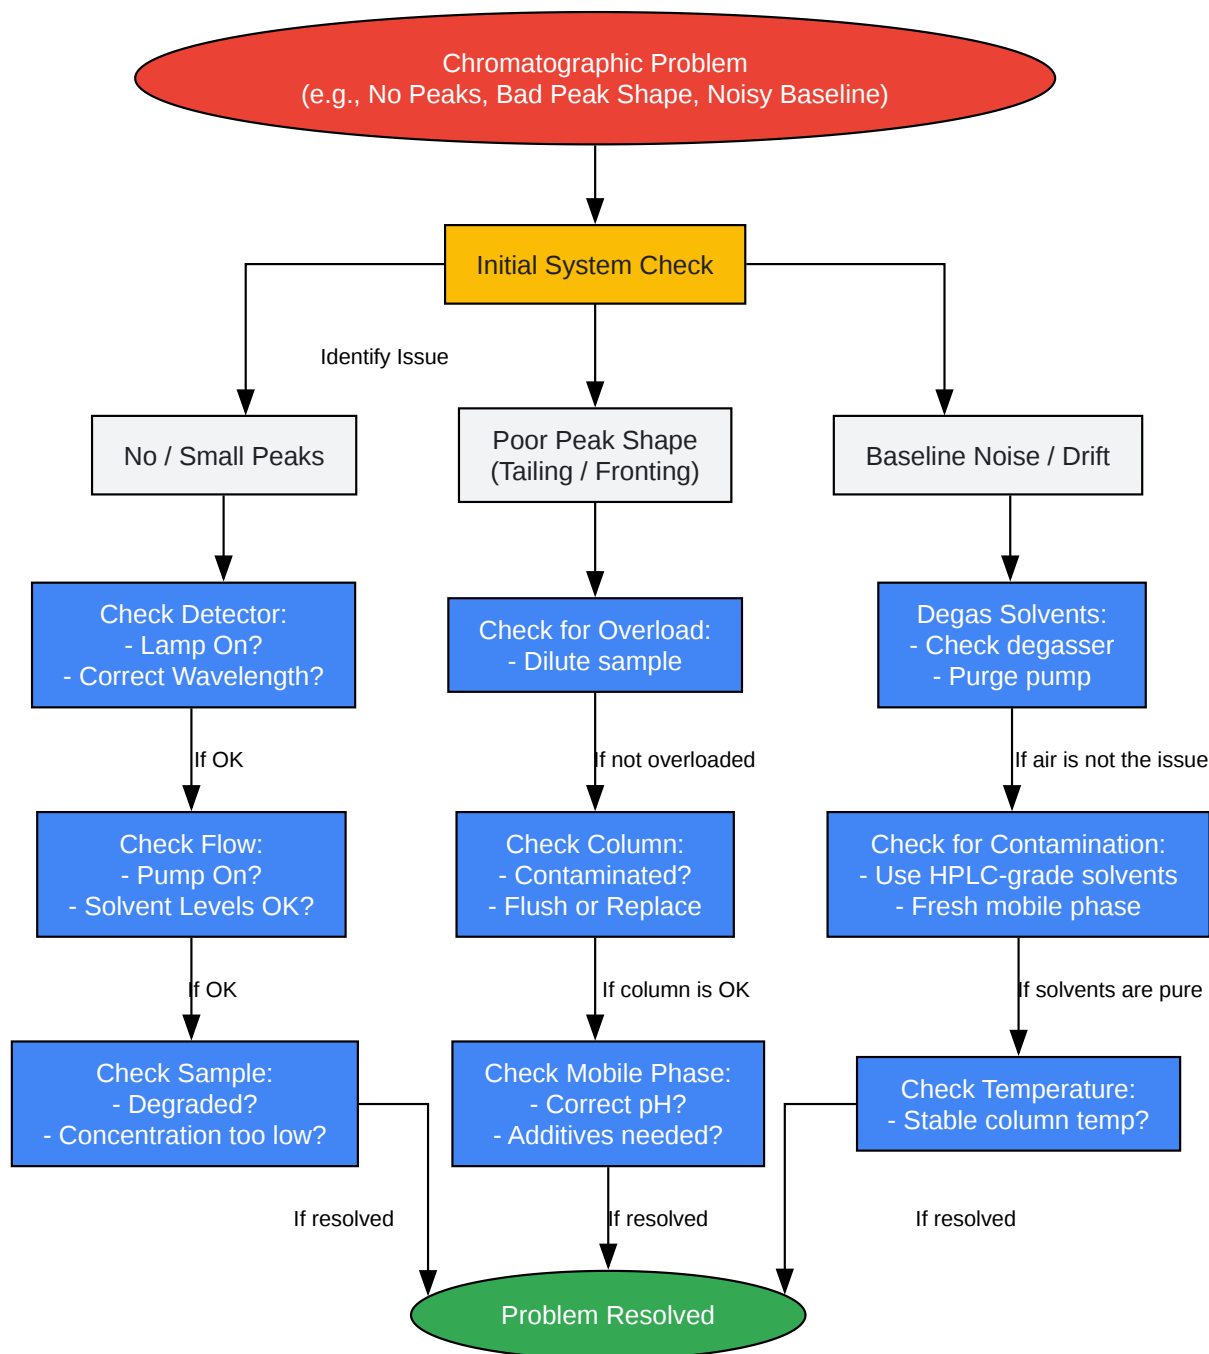 Chromatographic Problem
(e.g., No Peaks, Bad Peak Shape, Noisy Baseline)
Initial System Check
Identify Issue
No / Small Peaks
Poor Peak Shape
(Tailing / Fronting)
Baseline Noise / Drift
Check Detector:
- Lamp On?
- Correct Wavelength?
Check for Overload:
- Dilute sample
Degas Solvents:
- Check degasser
- Purge pump
If OK
If not overloaded
If air is not the issue
Check Flow:
- Pump On?
- Solvent Levels OK?
Check Column:
- Contaminated?
- Flush or Replace
Check for Contamination:
- Use HPLC-grade solvents
- Fresh mobile phase
If OK
If column is OK
If solvents are pure
Check Sample:
- Degraded?
- Concentration too low?
Check Mobile Phase:
- Correct pH?
- Additives needed?
Check Temperature:
- Stable column temp?
If resolved
If resolved
If resolved
Problem Resolved